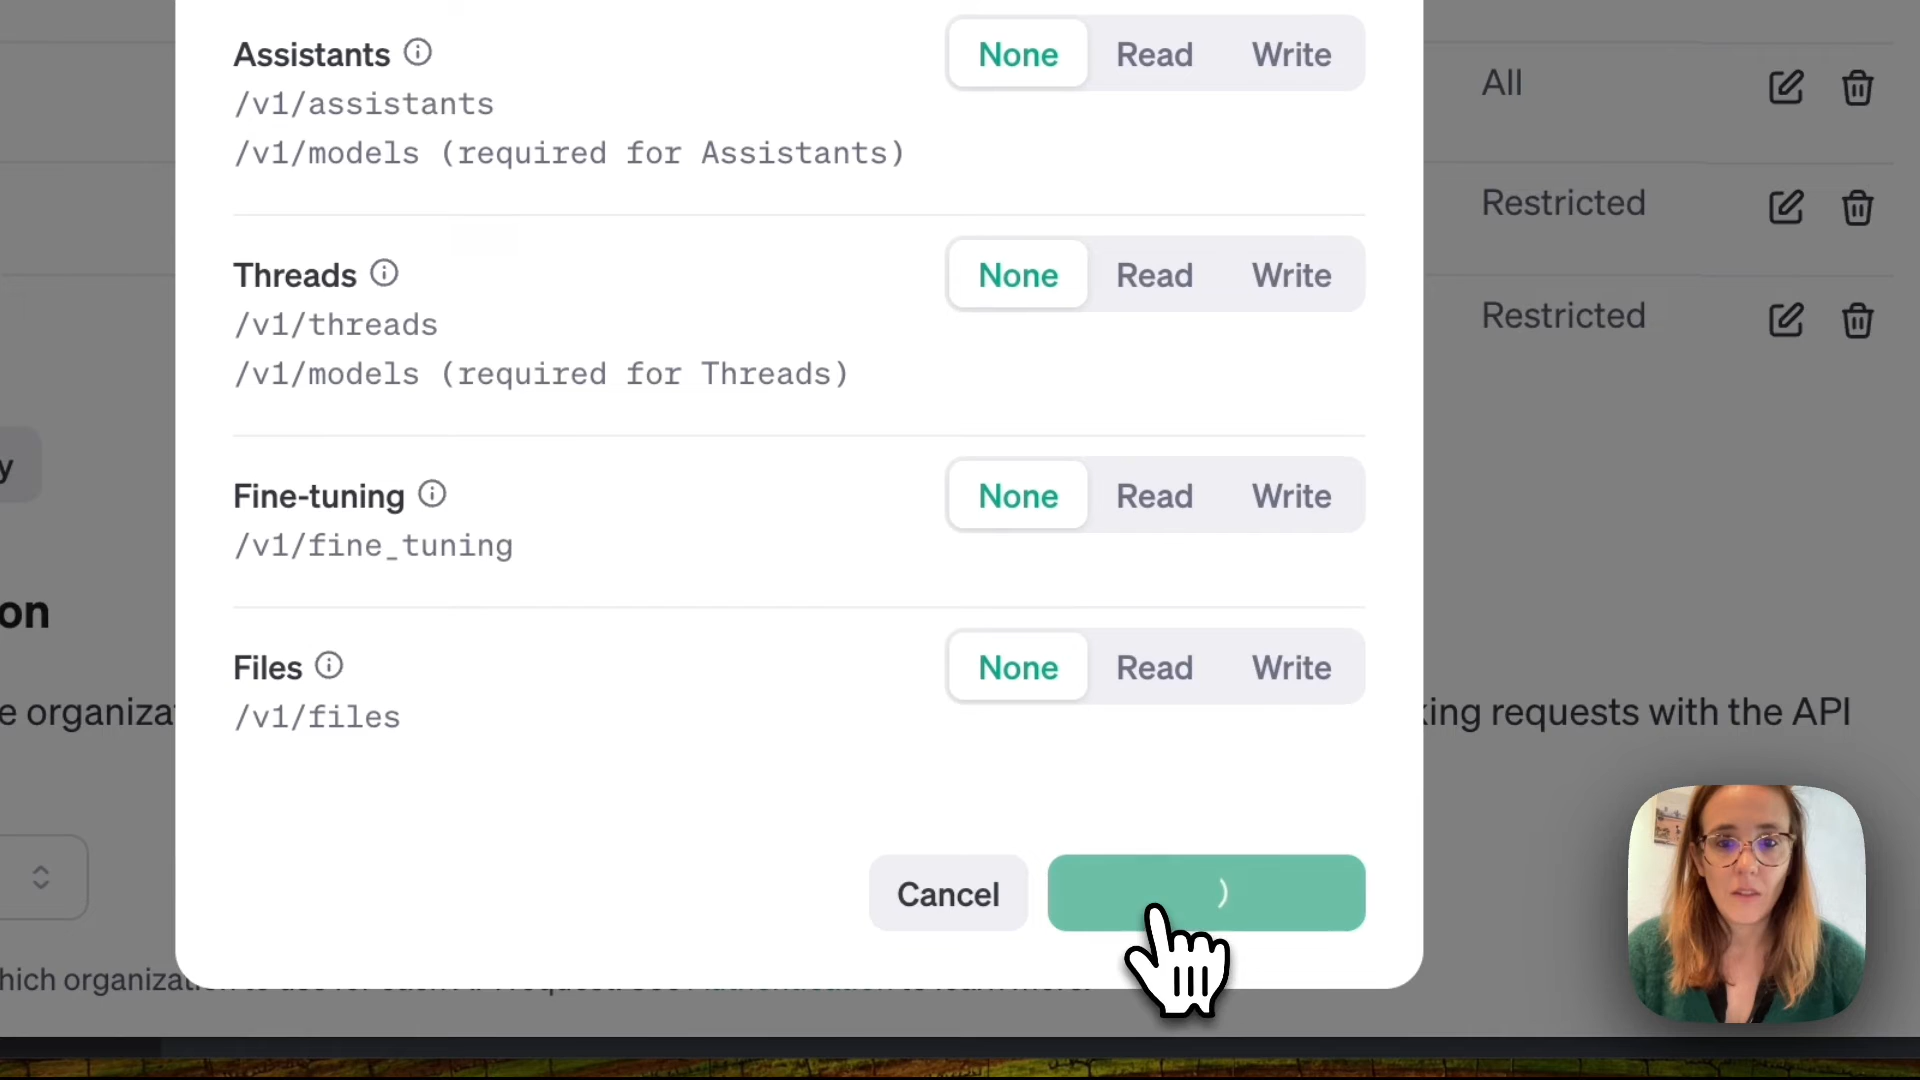 Assistants
None Read Write
/v1/assistants
/v1/models (required for Assistants)
All
Restricted
Threads
None Read Write
/v1/threads
Restricted
/v1/models (required for Threads)
y
Fine-tuning
None Read Write
/v1/fine_tuning
on
Files
None Read Write
/v1/files
e organiza
king requests with the API
Cancel
hich organizat